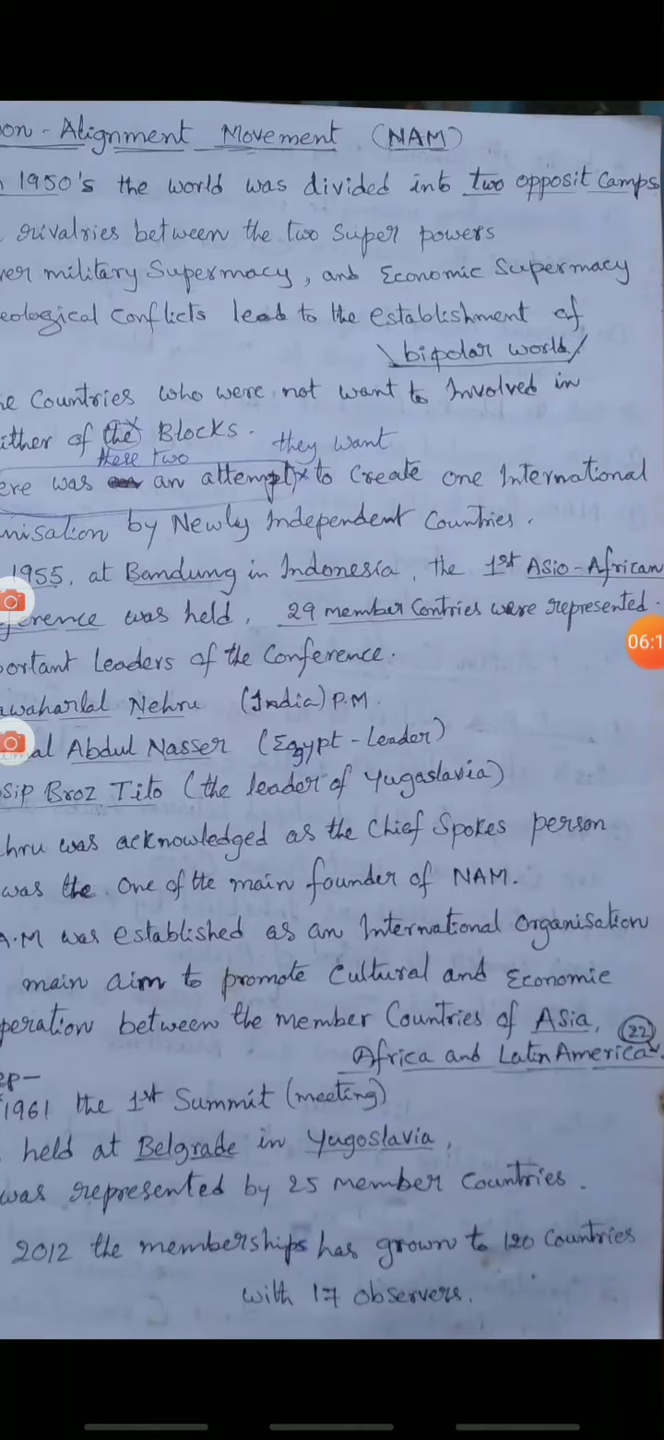 on-Alignment Movement (NAM)
1950's the world was divided into two opposit Camps
rivalries between the two Super powers
er military Supermacy, and Economic Supermacy
eological Conflicts lead to the establishment of
bipolar world
e Countries who were not want to Involved in
ither of the Blocks. they want
these two
ere was an attempt to Create one International
nisation by Newly Independent Countries.
1955, at Bandung in Indonesia, the 1st Asio-African
erence was held, 29 member Contries were represented.
06:1
portant Leaders of the Conference.
awaharlal Nehru (India) P.M.
al Abdul Nasser (Egypt-Leader)
sip Broz Tito (the leader of Yugaslavia)
hru was acknowledged as the Chief Spokes person
was the One of the main founder of NAM.
A.M was established as an International Organisation
main aim to promote Cultural and Economic
peration between the member Countries of Asia, 22
Africa and Latin America
ep-
1961 the 1st Summit (meeting)
held at Belgrade in Yugoslavia,
was represented by 25 member Countries.
2012 the memberships has grown to 120 Countries
with 17 observers.